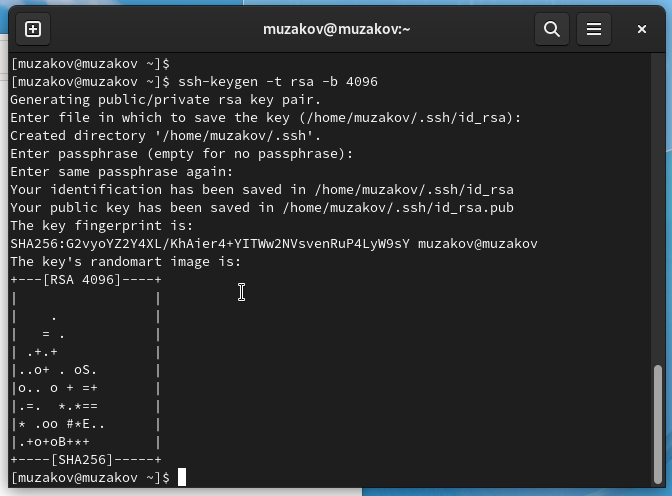 muzakov@muzakov:~
[muzakov@muzakov ~]$
[muzakov@muzakov ~]$ ssh-keygen -t rsa -b 4096
Generating public/private rsa key pair.
Enter file in which to save the key (/home/muzakov/.ssh/id_rsa):
Created directory '/home/muzakov/.ssh'.
Enter passphrase (empty for no passphrase):
Enter same passphrase again:
Your identification has been saved in /home/muzakov/.ssh/id_rsa
Your public key has been saved in /home/muzakov/.ssh/id_rsa.pub
The key fingerprint is:
SHA256:G2vyoYZ2Y4XL/KhAier4+YITWw2NVsvenRuP4LyW9sY muzakov@muzakov
The key's randomart image is:
+---[RSA 4096]----+
|                 |
|    .            |
|   = .           |
| .+.+            |
|..o+ . oS.       |
|o.. o + =+       |
|.=.  *.*==       |
|* .oo #*E..      |
|.+o+oB+*+        |
+----[SHA256]-----+
[muzakov@muzakov ~]$